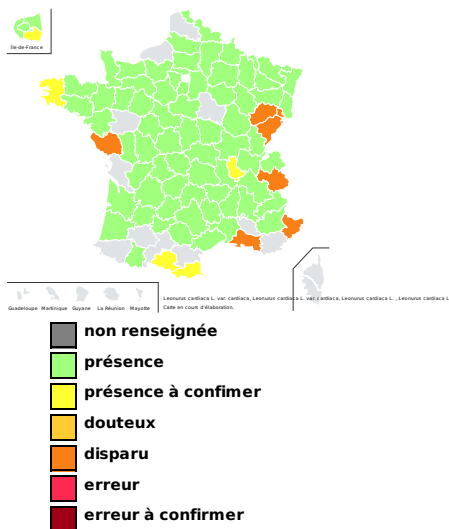 Île-de-France
Guadeloupe Martinique Guyane La Réunion Mayotte
Leonurus cardiaca L. var. cardiaca, Leonurus cardiaca L. var. cardiaca, Leonurus cardiaca L. , Leonurus cardiaca L
Carte en cours d'élaboration.
non renseignée
présence
présence à confimer
douteux
disparu
erreur
erreur à confirmer